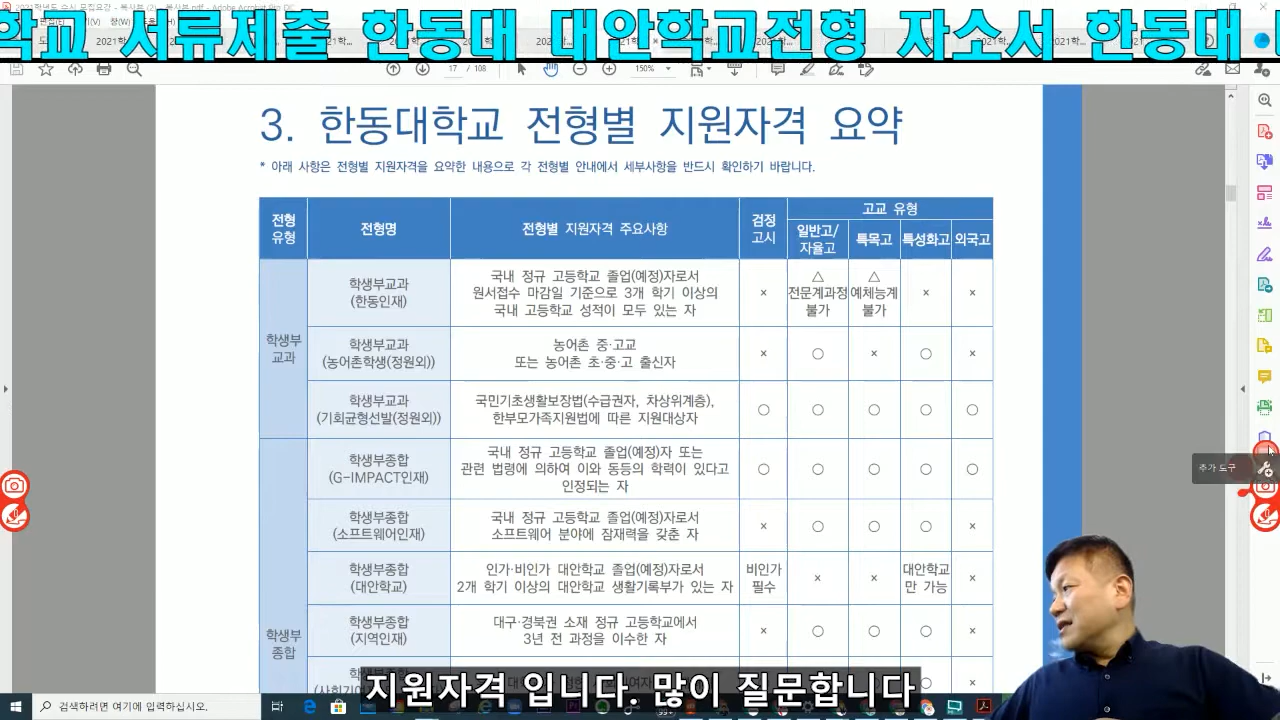 학교 서류제출 한동대 대안학교전형 자소서 한동대
17 / 108
150%
3. 한동대학교 전형별 지원자격 요약
* 아래 사항은 전형별 지원자격을 요약한 내용으로 각 전형별 안내에서 세부사항을 반드시 확인하기 바랍니다.
전형 유형 전형명 전형별 지원자격 주요사항 검정 고시 고교 유형
일반고/ 자율고 특목고 특성화고 외국고
학생부 교과
학생부교과
(한동인재)
국내 정규 고등학교 졸업(예정)자로서
원서접수 마감일 기준으로 3개 학기 이상의
국내 고등학교 성적이 모두 있는 자
×
△
전문계과정
불가
△
예체능계
불가
×
×
학생부교과
(농어촌학생(정원외))
농어촌 중·고교
또는 농어촌 초·중·고 출신자
× ○ × ○ ×
학생부교과
(기회균형선발(정원외))
국민기초생활보장법(수급권자, 차상위계층),
한부모가족지원법에 따른 지원대상자
○ ○ ○ ○ ○
학생부 종합
학생부종합
(G-IMPACT인재)
국내 정규 고등학교 졸업(예정)자 또는
관련 법령에 의하여 이와 동등의 학력이 있다고
인정되는 자
○ ○ ○ ○ ○
학생부종합
(소프트웨어인재)
국내 정규 고등학교 졸업(예정)자로서
소프트웨어 분야에 잠재력을 갖춘 자
× ○ ○ ○ ×
학생부종합
(대안학교)
인가·비인가 대안학교 졸업(예정)자로서
2개 학기 이상의 대안학교 생활기록부가 있는 자
비인가
필수
×
×
대안학교
만 가능
×
학생부종합
(지역인재)
대구·경북권 소재 정규 고등학교에서
3년 전 과정을 이수한 자
× ○ ○ ○ ×
추가 도구
지원자격 입니다. 많이 질문합니다
검색하려면 여기에 입력하십시오.